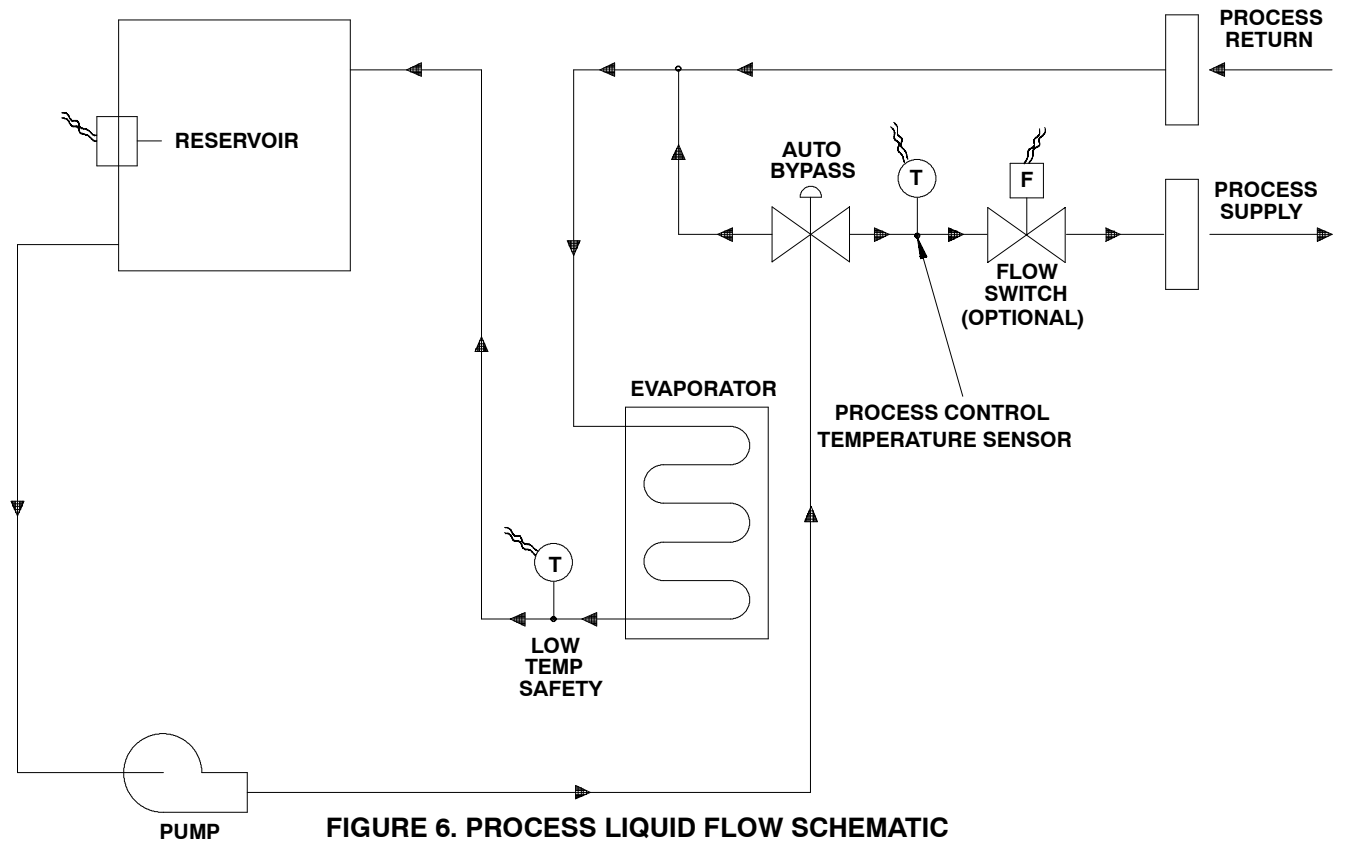 PROCESS
RETURN
RESERVOIR
AUTO
BYPASS
T
F
PROCESS
SUPPLY
FLOW
SWITCH
(OPTIONAL)
EVAPORATOR
PROCESS CONTROL
TEMPERATURE SENSOR
T
LOW
TEMP
SAFETY
PUMP
FIGURE 6. PROCESS LIQUID FLOW SCHEMATIC